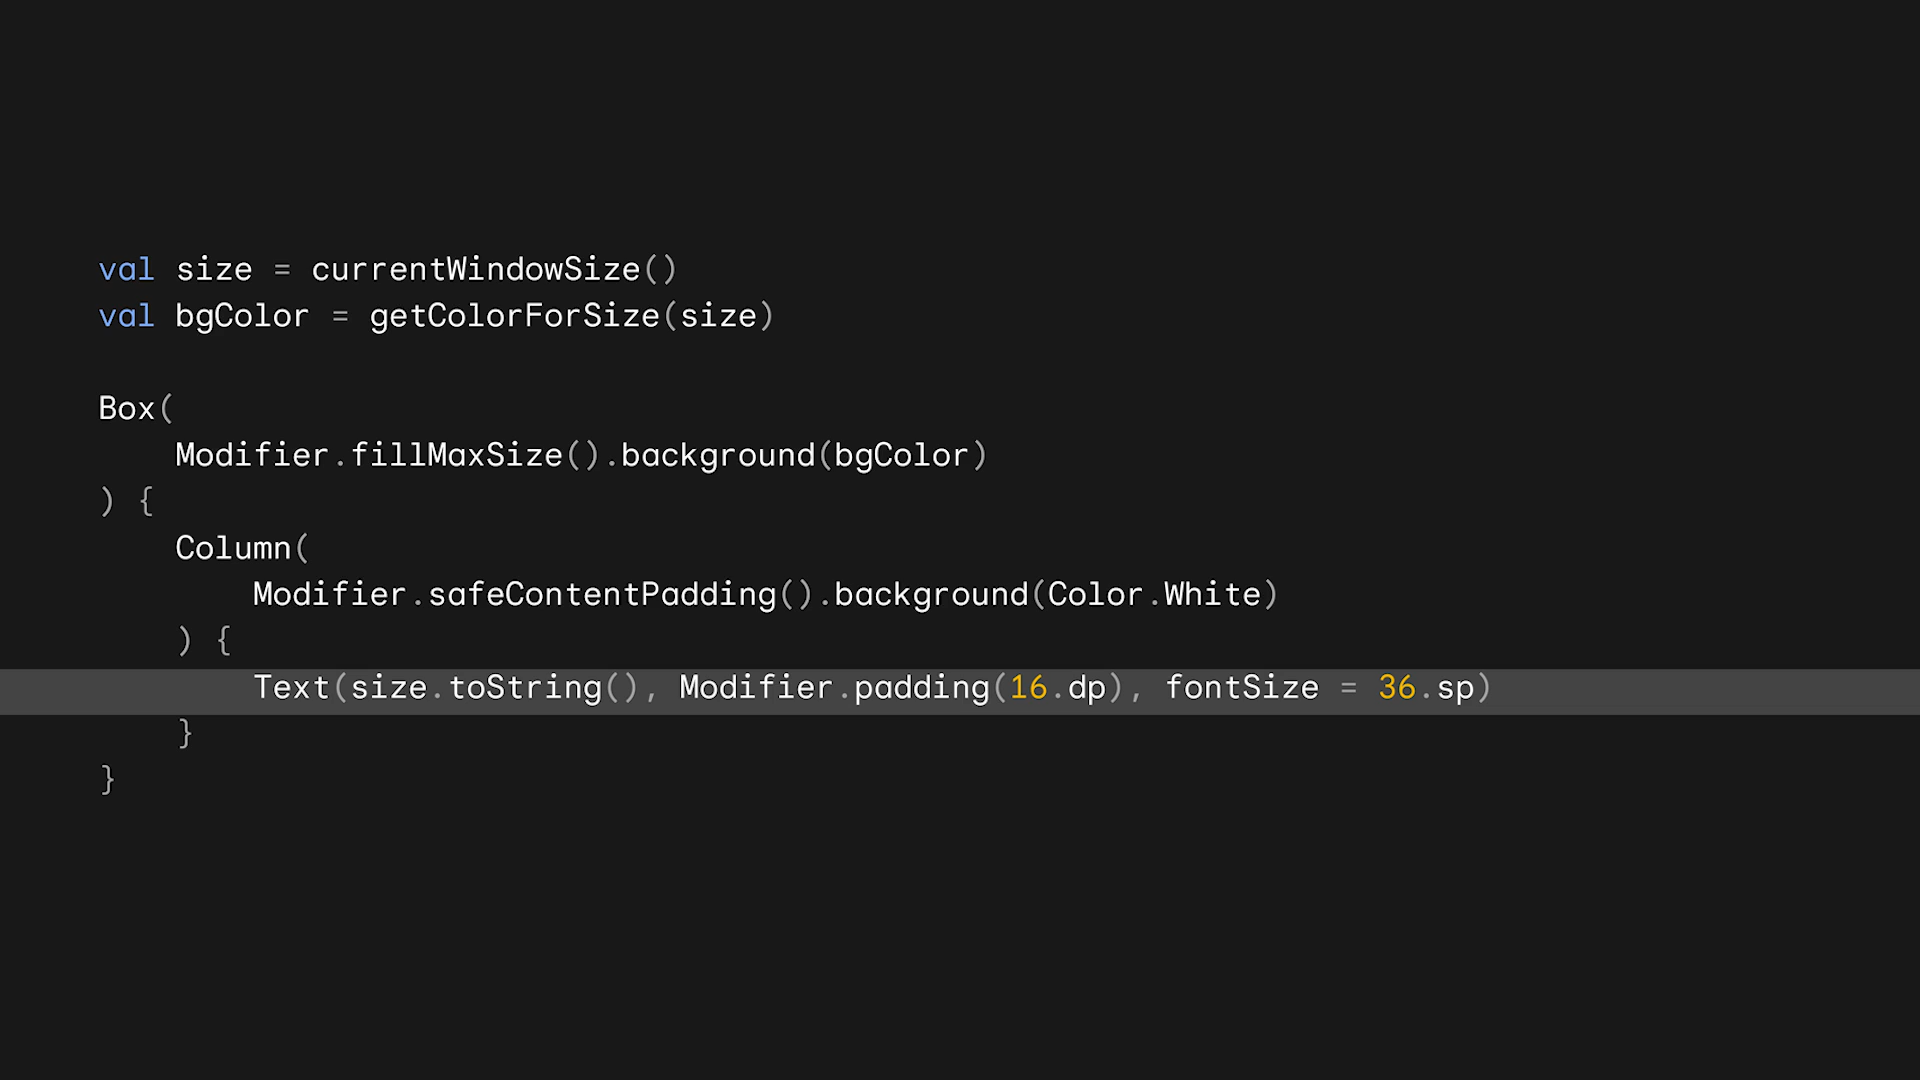 val size = currentWindowSize()
val bgColor = getColorForSize(size)

Box(
    Modifier.fillMaxSize().background(bgColor)
) {
    Column(
        Modifier.safeContentPadding().background(Color.White)
    ) {
        Text(size.toString(), Modifier.padding(16.dp), fontSize = 36.sp)
    }
}